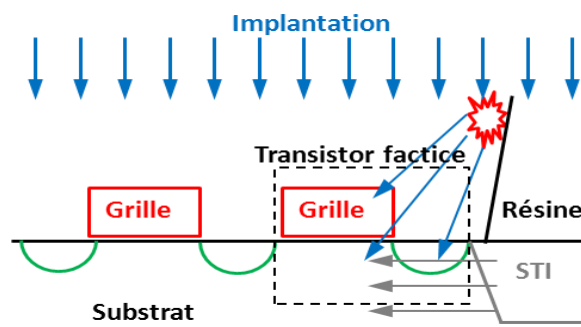 Implantation
Transistor factice
Grille
Grille
Résine
STI
Substrat